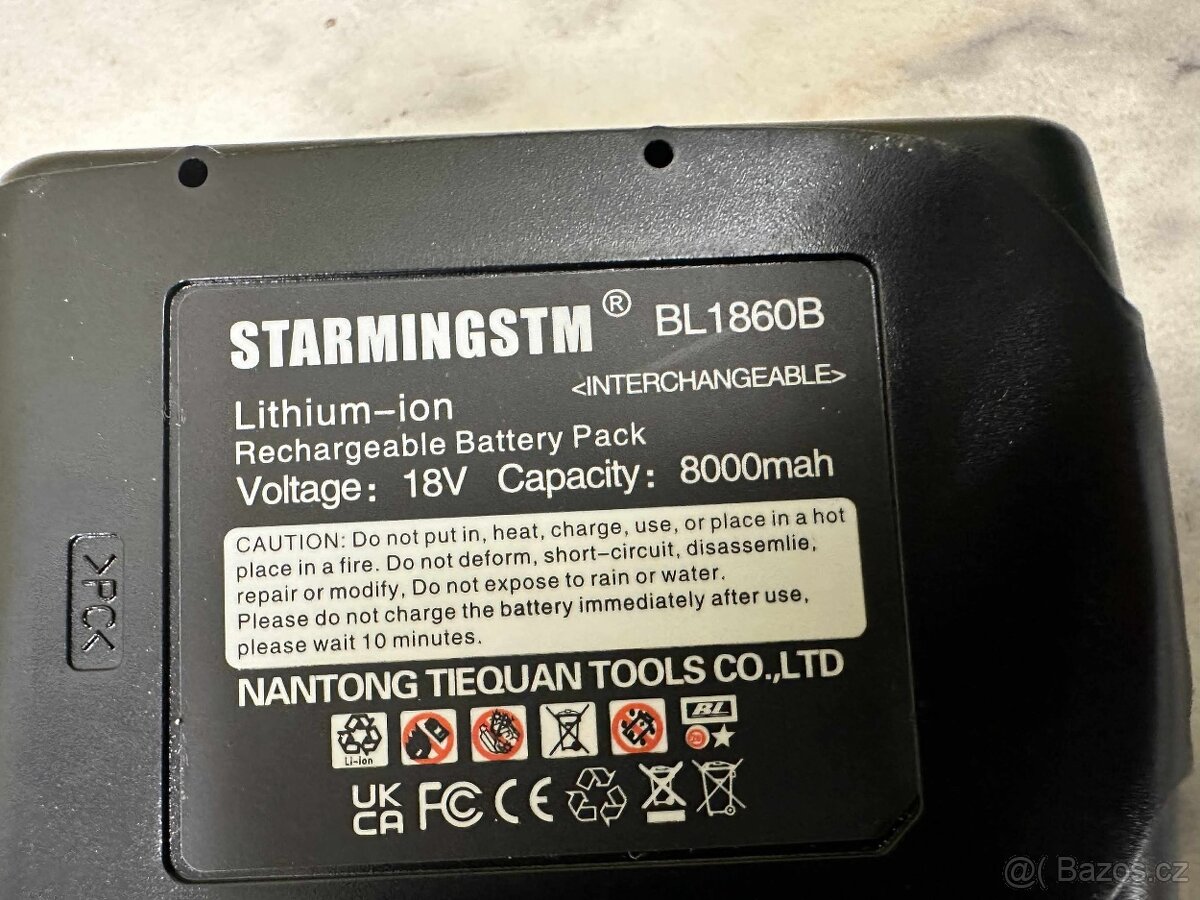 STARMINGSTM® BL1860B
<INTERCHANGEABLE>
Lithium-ion
Rechargeable Battery Pack
Voltage: 18V Capacity: 8000mah
CAUTION: Do not put in, heat, charge, use, or place in a hot
place in a fire. Do not deform, short-circuit, disassemlie,
repair or modify, Do not expose to rain or water.
Please do not charge the battery immediately after use,
please wait 10 minutes.
NANTONG TIEQUAN TOOLS CO.,LTD
Li-ion
BL
UK
CA FC CE
>PC<
@( Bazos.cz